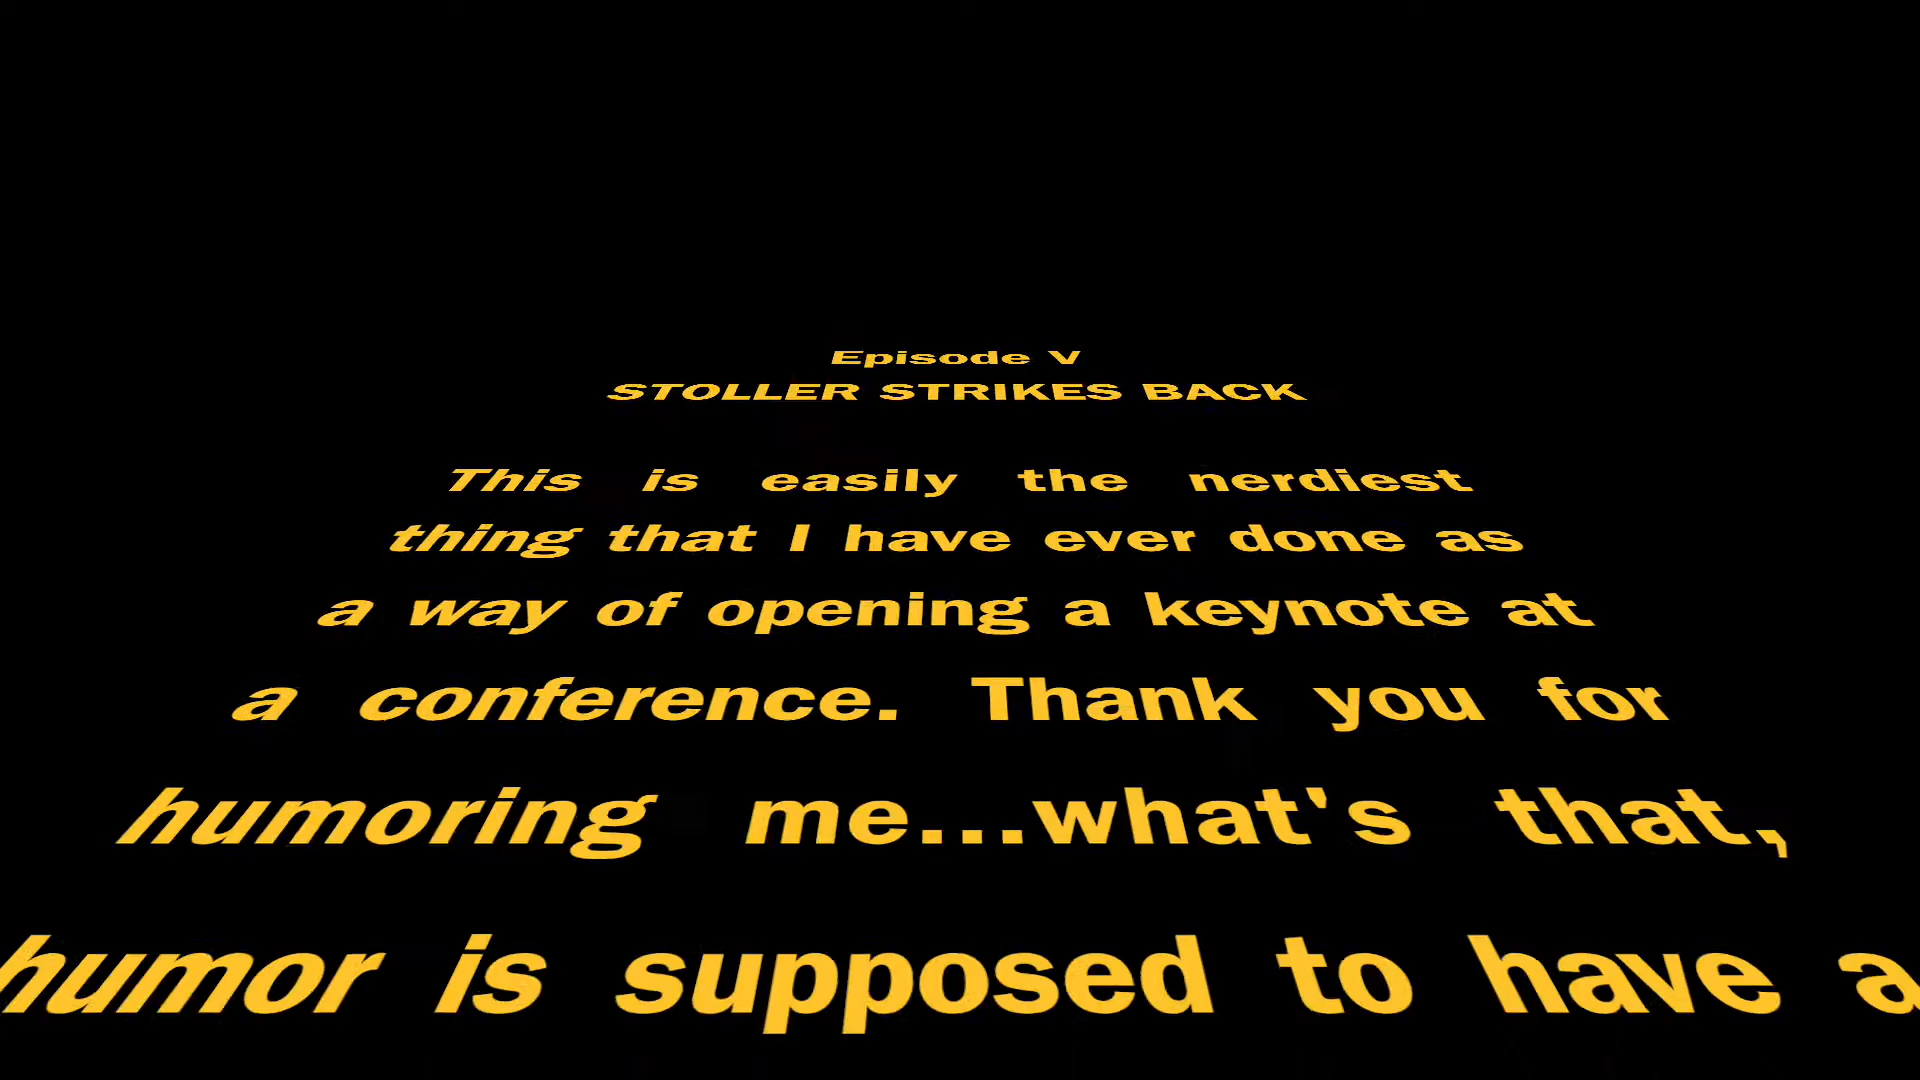 Episode V
STOLLER STRIKES BACK
This is easily the nerdiest
thing that I have ever done as
a way of opening a keynote at
a conference. Thank you for
humoring me...what's that,
humor is supposed to have a